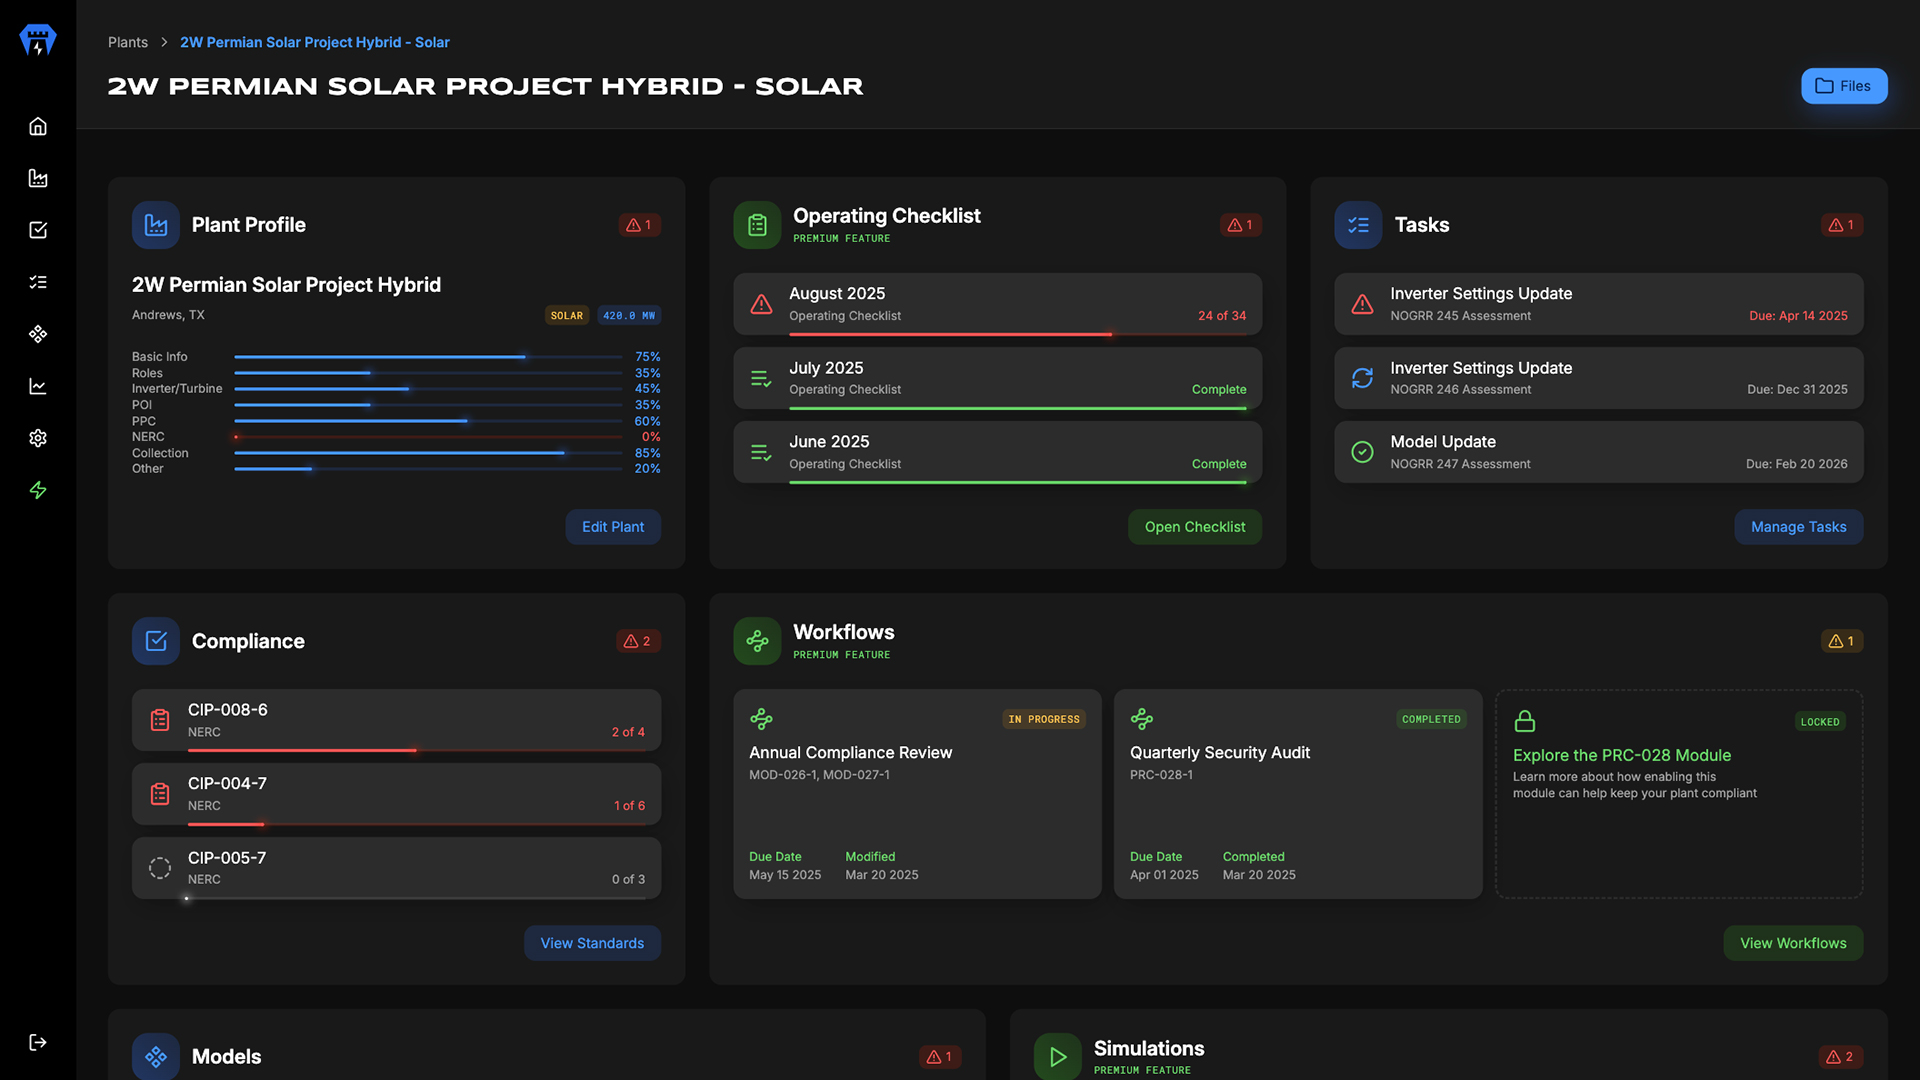 Plants > 2W Permian Solar Project Hybrid - Solar
2W PERMIAN SOLAR PROJECT HYBRID - SOLAR
Files
Plant Profile
1
2W Permian Solar Project Hybrid
Andrews, TX
SOLAR
420.0 MW
Basic Info 75%
Roles 35%
Inverter/Turbine 45%
POI 35%
PPC 60%
NERC 0%
Collection 85%
Other 20%
Edit Plant
Operating Checklist
PREMIUM FEATURE
1
August 2025
Operating Checklist 24 of 34
July 2025
Operating Checklist Complete
June 2025
Operating Checklist Complete
Open Checklist
Tasks
1
Inverter Settings Update
NOGRR 245 Assessment Due: Apr 14 2025
Inverter Settings Update
NOGRR 246 Assessment Due: Dec 31 2025
Model Update
NOGRR 247 Assessment Due: Feb 20 2026
Manage Tasks
Compliance
2
CIP-008-6
NERC 2 of 4
CIP-004-7
NERC 1 of 6
CIP-005-7
NERC 0 of 3
View Standards
Workflows
PREMIUM FEATURE
1
IN PROGRESS
Annual Compliance Review
MOD-026-1, MOD-027-1
Due Date Modified
May 15 2025 Mar 20 2025
COMPLETED
Quarterly Security Audit
PRC-028-1
Due Date Completed
Apr 01 2025 Mar 20 2025
LOCKED
Explore the PRC-028 Module
Learn more about how enabling this
module can help keep your plant compliant
View Workflows
Models
1
Simulations
PREMIUM FEATURE
2